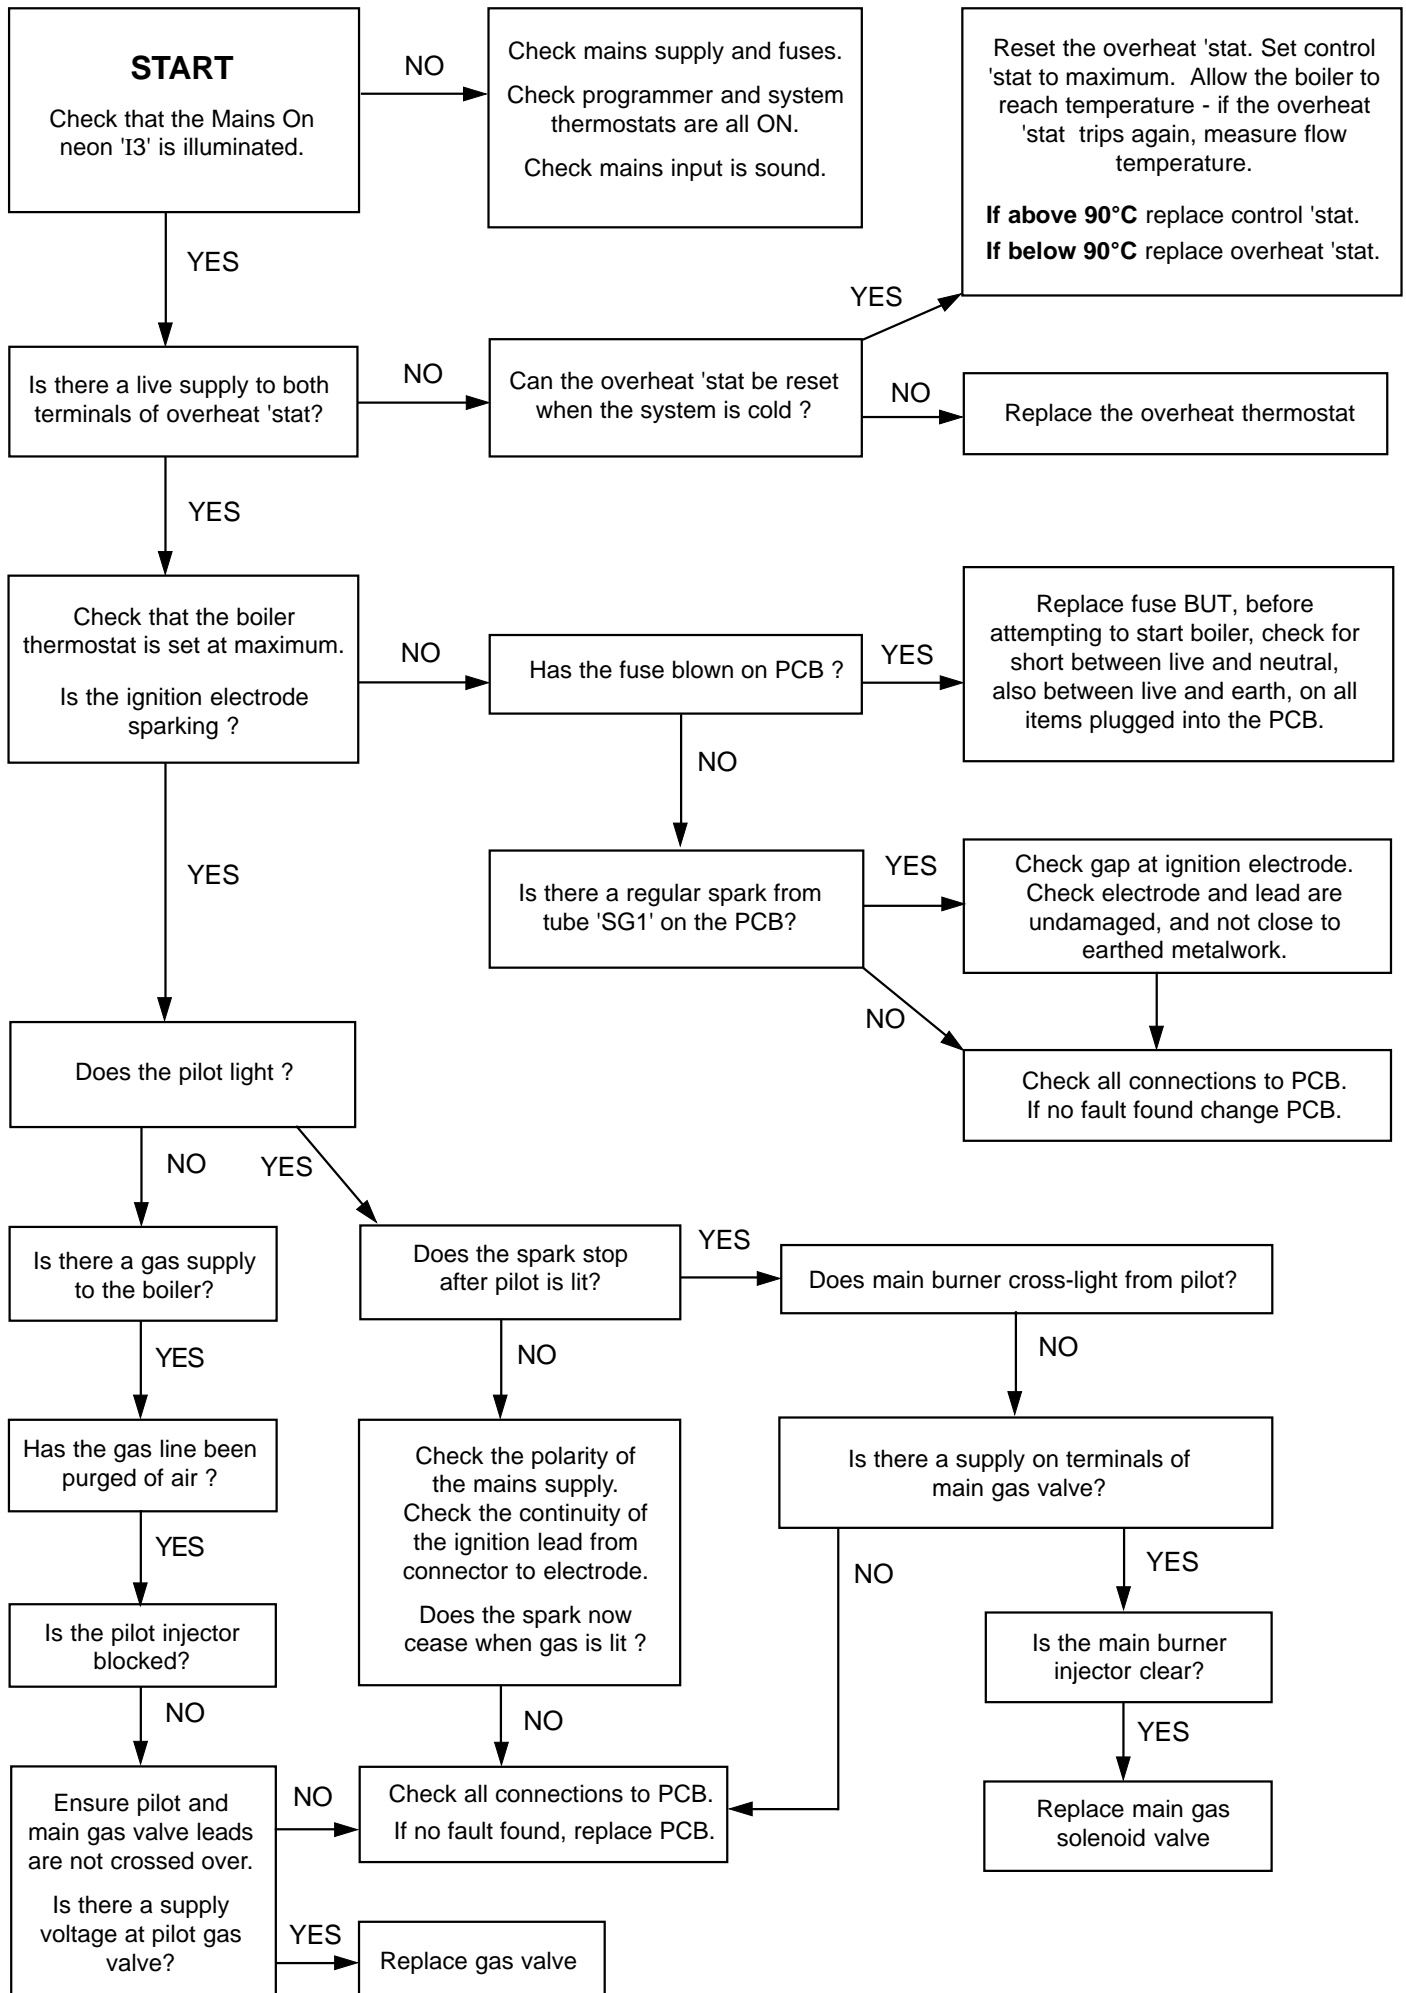 START
Check that the Mains On
neon 'I3' is illuminated.
NO
Check mains supply and fuses.
Check programmer and system
thermostats are all ON.
Check mains input is sound.
Reset the overheat 'stat. Set control
'stat to maximum. Allow the boiler to
reach temperature - if the overheat
'stat trips again, measure flow
temperature.
If above 90°C replace control 'stat.
If below 90°C replace overheat 'stat.
YES
YES
Is there a live supply to both
terminals of overheat 'stat?
NO
Can the overheat 'stat be reset
when the system is cold ?
NO
Replace the overheat thermostat
YES
Check that the boiler
thermostat is set at maximum.
Is the ignition electrode
sparking ?
NO
Has the fuse blown on PCB ?
YES
Replace fuse BUT, before
attempting to start boiler, check for
short between live and neutral,
also between live and earth, on all
items plugged into the PCB.
NO
YES
Is there a regular spark from
tube 'SG1' on the PCB?
YES
Check gap at ignition electrode.
Check electrode and lead are
undamaged, and not close to
earthed metalwork.
NO
Check all connections to PCB.
If no fault found change PCB.
Does the pilot light ?
NO
YES
Is there a gas supply
to the boiler?
Does the spark stop
after pilot is lit?
YES
Does main burner cross-light from pilot?
YES
NO
NO
Has the gas line been
purged of air ?
Check the polarity of
the mains supply.
Check the continuity of
the ignition lead from
connector to electrode.
Does the spark now
cease when gas is lit ?
Is there a supply on terminals of
main gas valve?
YES
NO
YES
Is the pilot injector
blocked?
Is the main burner
injector clear?
NO
NO
YES
Ensure pilot and
main gas valve leads
are not crossed over.
Is there a supply
voltage at pilot gas
valve?
NO
Check all connections to PCB.
If no fault found, replace PCB.
Replace main gas
solenoid valve
YES
Replace gas valve